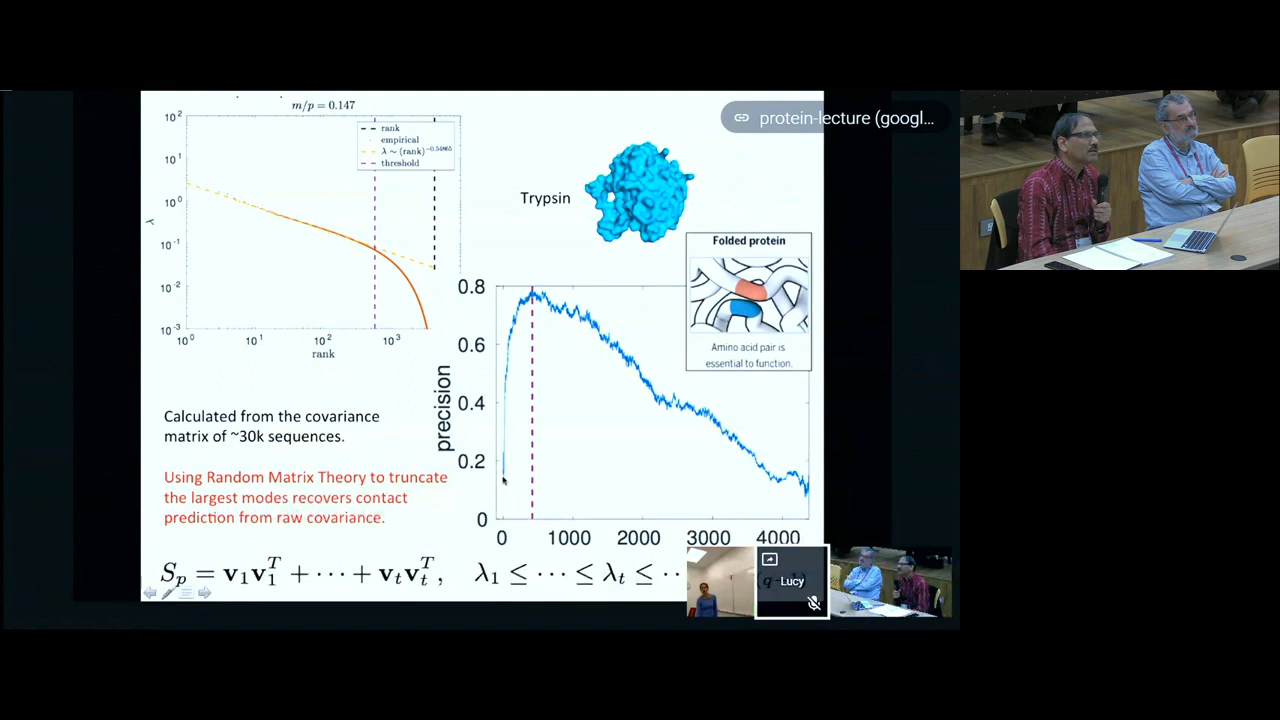 m/p = 0.147
10^2
10^1
10^0
10^-1
10^-2
10^-3
λ
10^0
10^1
10^2
10^3
rank
rank
empirical
λ ∼ (rank)^-0.54865
threshold
protein-lecture (googl...
Trypsin
Folded protein
Amino acid pair is
essential to function.
0.8
0.6
0.4
0.2
0
precision
0
1000
2000
3000
4000
Calculated from the covariance
matrix of ~30k sequences.
Using Random Matrix Theory to truncate
the largest modes recovers contact
prediction from raw covariance.
S_p = v_1v_1^T + ··· + v_tv_t^T, λ_1 ≤ ··· ≤ λ_t ≤ ··
Lucy